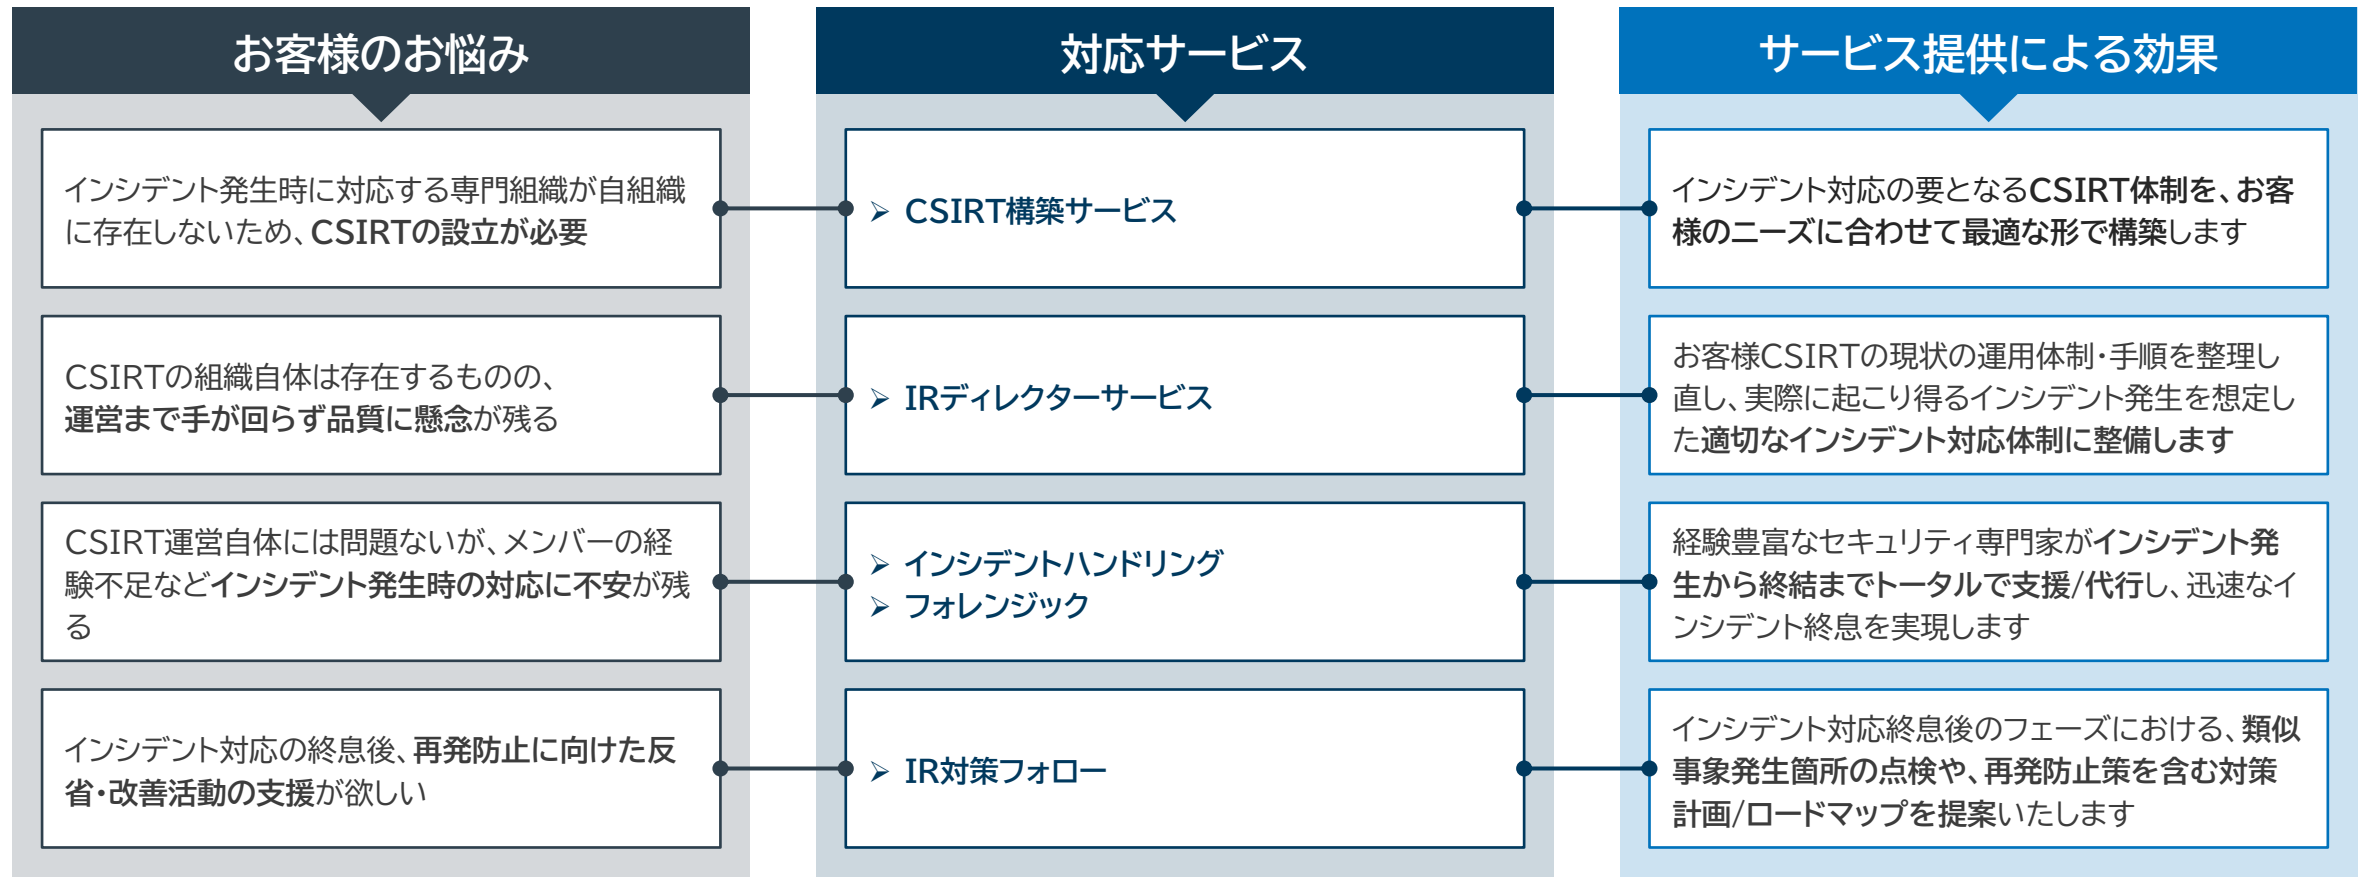 お客様のお悩み
対応サービス
サービス提供による効果
インシデント発生時に対応する専門組織が自組織
に存在しないため、CSIRTの設立が必要
➢ CSIRT構築サービス
インシデント対応の要となるCSIRT体制を、お客
様のニーズに合わせて最適な形で構築します
CSIRTの組織自体は存在するものの、
運営まで手が回らず品質に懸念が残る
➢ IRディレクターサービス
お客様CSIRTの現状の運用体制・手順を整理し
直し、実際に起こり得るインシデント発生を想定し
た適切なインシデント対応体制に整備します
CSIRT運営自体には問題ないが、メンバーの経
験不足などインシデント発生時の対応に不安が残
る
➢ インシデントハンドリング
➢ フォレンジック
経験豊富なセキュリティ専門家がインシデント発
生から終結までトータルで支援/代行し、迅速なイ
ンシデント終息を実現します
インシデント対応の終息後、再発防止に向けた反
省・改善活動の支援が欲しい
➢ IR対策フォロー
インシデント対応終息後のフェーズにおける、類似
事象発生箇所の点検や、再発防止策を含む対策
計画/ロードマップを提案いたします